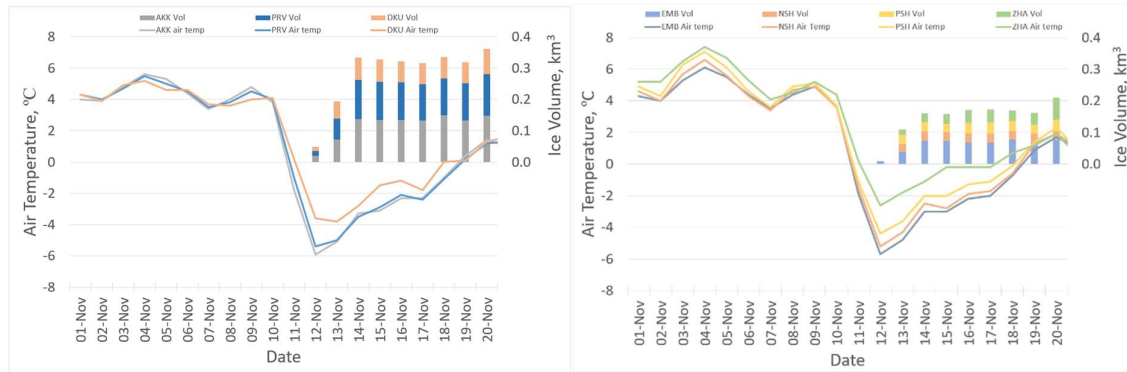 AKK Vol PRV Vol DKU Vol
AKK Air temp PRV Air temp DKU Air temp
8 0.4
6 0.3
4 0.2
2 0.1
0 0.0
-2
-4
-6
-8
Air Temperature, ºC
Ice Volume, km³
01-Nov
02-Nov
03-Nov
04-Nov
05-Nov
06-Nov
07-Nov
08-Nov
09-Nov
10-Nov
11-Nov
12-Nov
13-Nov
14-Nov
15-Nov
16-Nov
17-Nov
18-Nov
19-Nov
20-Nov
Date
EMB Vol NSH Vol PSH Vol ZHA Vol
EMB Air temp NSH Air Temp PSH Air Temp ZHA Air Temp
8 0.4
6 0.3
4 0.2
2 0.1
0 0.0
-2
-4
-6
-8
Air Temperature, ºC
Ice Volume, km³
01-Nov
02-Nov
03-Nov
04-Nov
05-Nov
06-Nov
07-Nov
08-Nov
09-Nov
10-Nov
11-Nov
12-Nov
13-Nov
14-Nov
15-Nov
16-Nov
17-Nov
18-Nov
19-Nov
20-Nov
Date